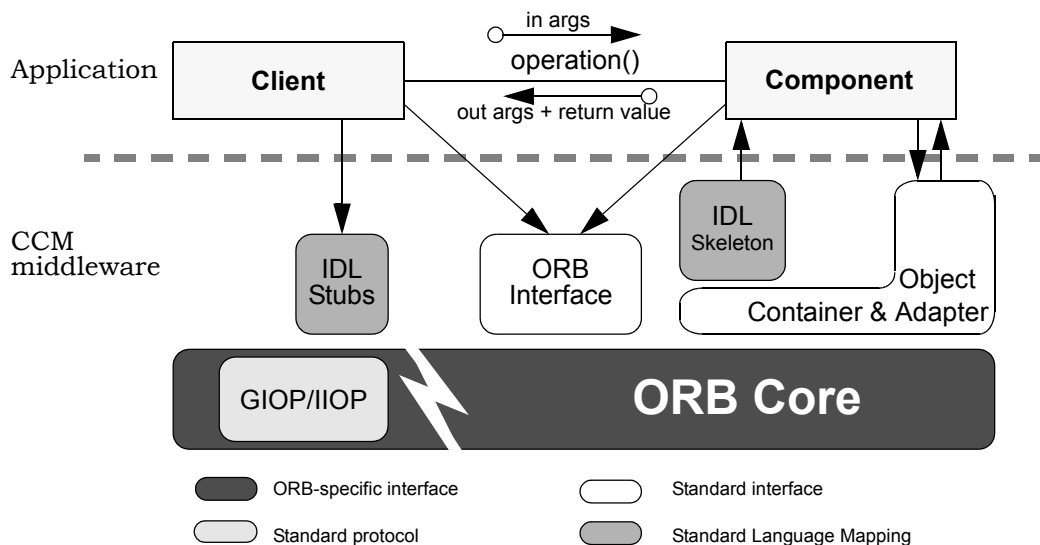 in args
operation()
out args + return value
Application
Client
Component
CCM
middleware
IDL
Stubs
ORB
Interface
IDL
Skeleton
Object
Container & Adapter
GIOP/IIOP
ORB Core
ORB-specific interface
Standard interface
Standard protocol
Standard Language Mapping